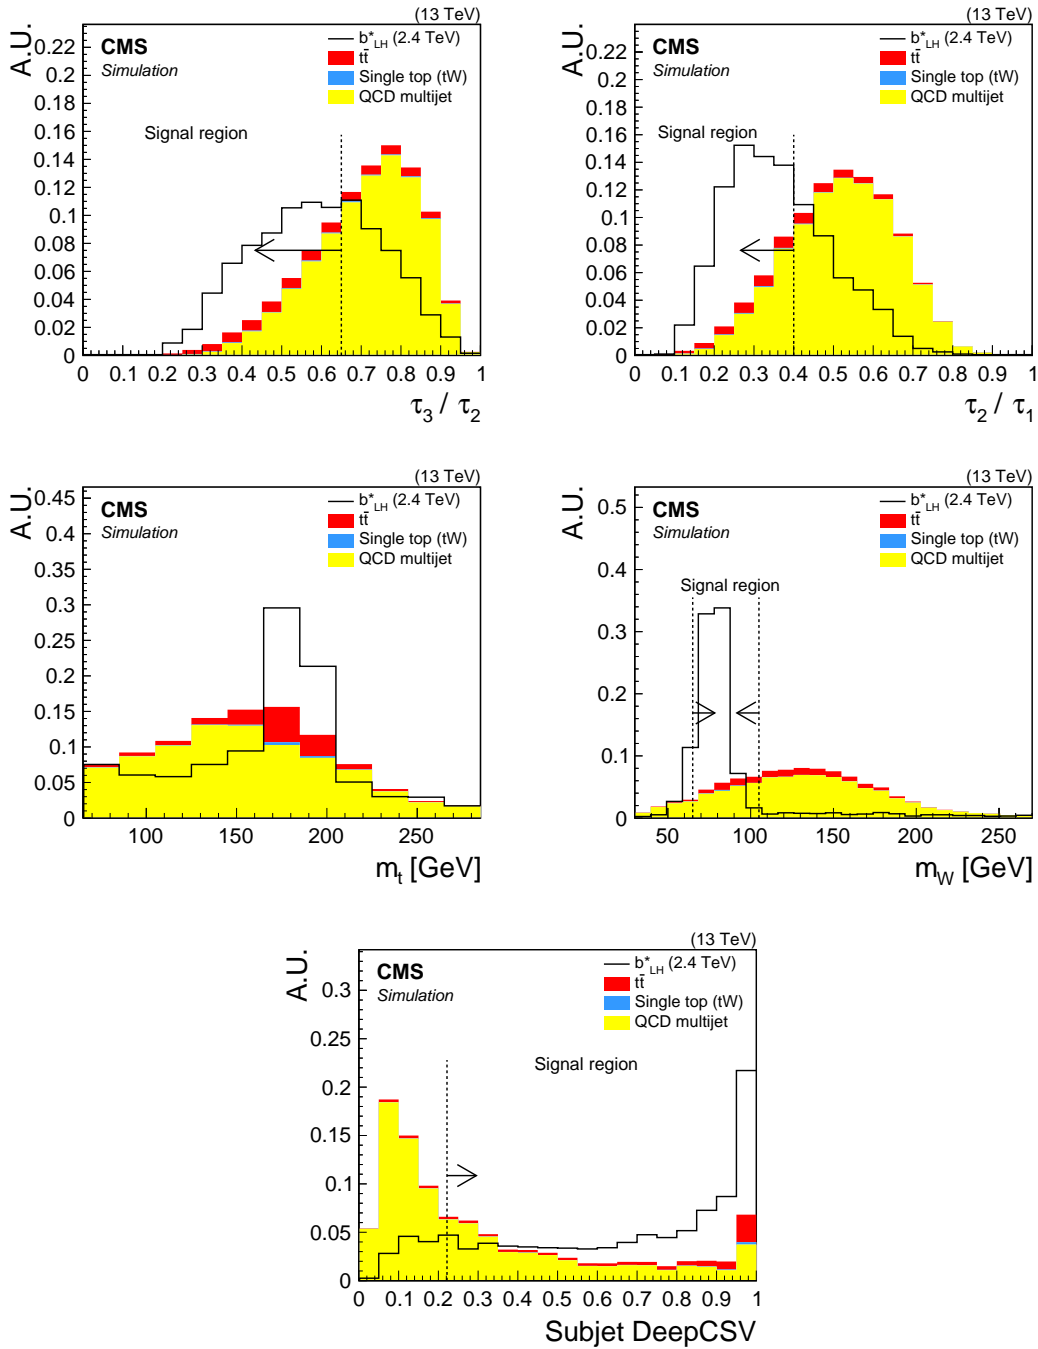 (13 TeV)
A.U.
CMS
Simulation
b*LH (2.4 TeV)
tt̄
Single top (tW)
QCD multijet
Signal region
0.22
0.2
0.18
0.16
0.14
0.12
0.1
0.08
0.06
0.04
0.02
0
0 0.1 0.2 0.3 0.4 0.5 0.6 0.7 0.8 0.9 1
τ3 / τ2
(13 TeV)
A.U.
CMS
Simulation
b*LH (2.4 TeV)
tt̄
Single top (tW)
QCD multijet
Signal region
0.22
0.2
0.18
0.16
0.14
0.12
0.1
0.08
0.06
0.04
0.02
0
0 0.1 0.2 0.3 0.4 0.5 0.6 0.7 0.8 0.9 1
τ2 / τ1
(13 TeV)
A.U.
CMS
Simulation
b*LH (2.4 TeV)
tt̄
Single top (tW)
QCD multijet
0.45
0.4
0.35
0.3
0.25
0.2
0.15
0.1
0.05
0
100 150 200 250
mt [GeV]
(13 TeV)
A.U.
CMS
Simulation
b*LH (2.4 TeV)
tt̄
Single top (tW)
QCD multijet
Signal region
0.5
0.4
0.3
0.2
0.1
0
50 100 150 200 250
mW [GeV]
(13 TeV)
A.U.
CMS
Simulation
b*LH (2.4 TeV)
tt̄
Single top (tW)
QCD multijet
Signal region
0.3
0.25
0.2
0.15
0.1
0.05
0
0 0.1 0.2 0.3 0.4 0.5 0.6 0.7 0.8 0.9 1
Subjet DeepCSV